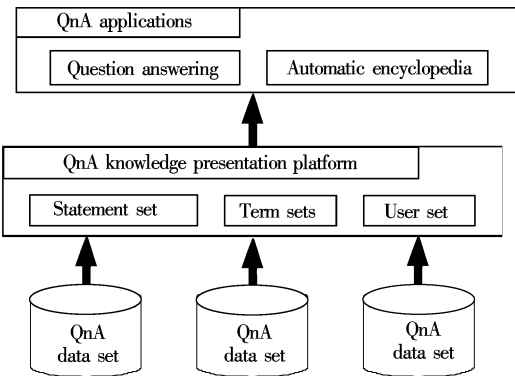 QnA applications
Question answering
Automatic encyclopedia
QnA knowledge presentation platform
Statement set
Term sets
User set
QnA
data set
QnA
data set
QnA
data set